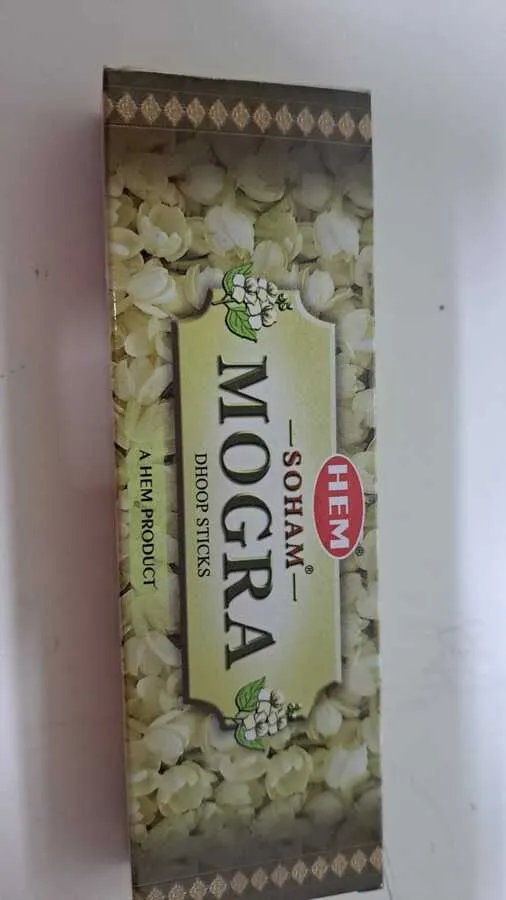 HEM®
SOHAM®
MOGRA
DHOOP STICKS
A HEM PRODUCT